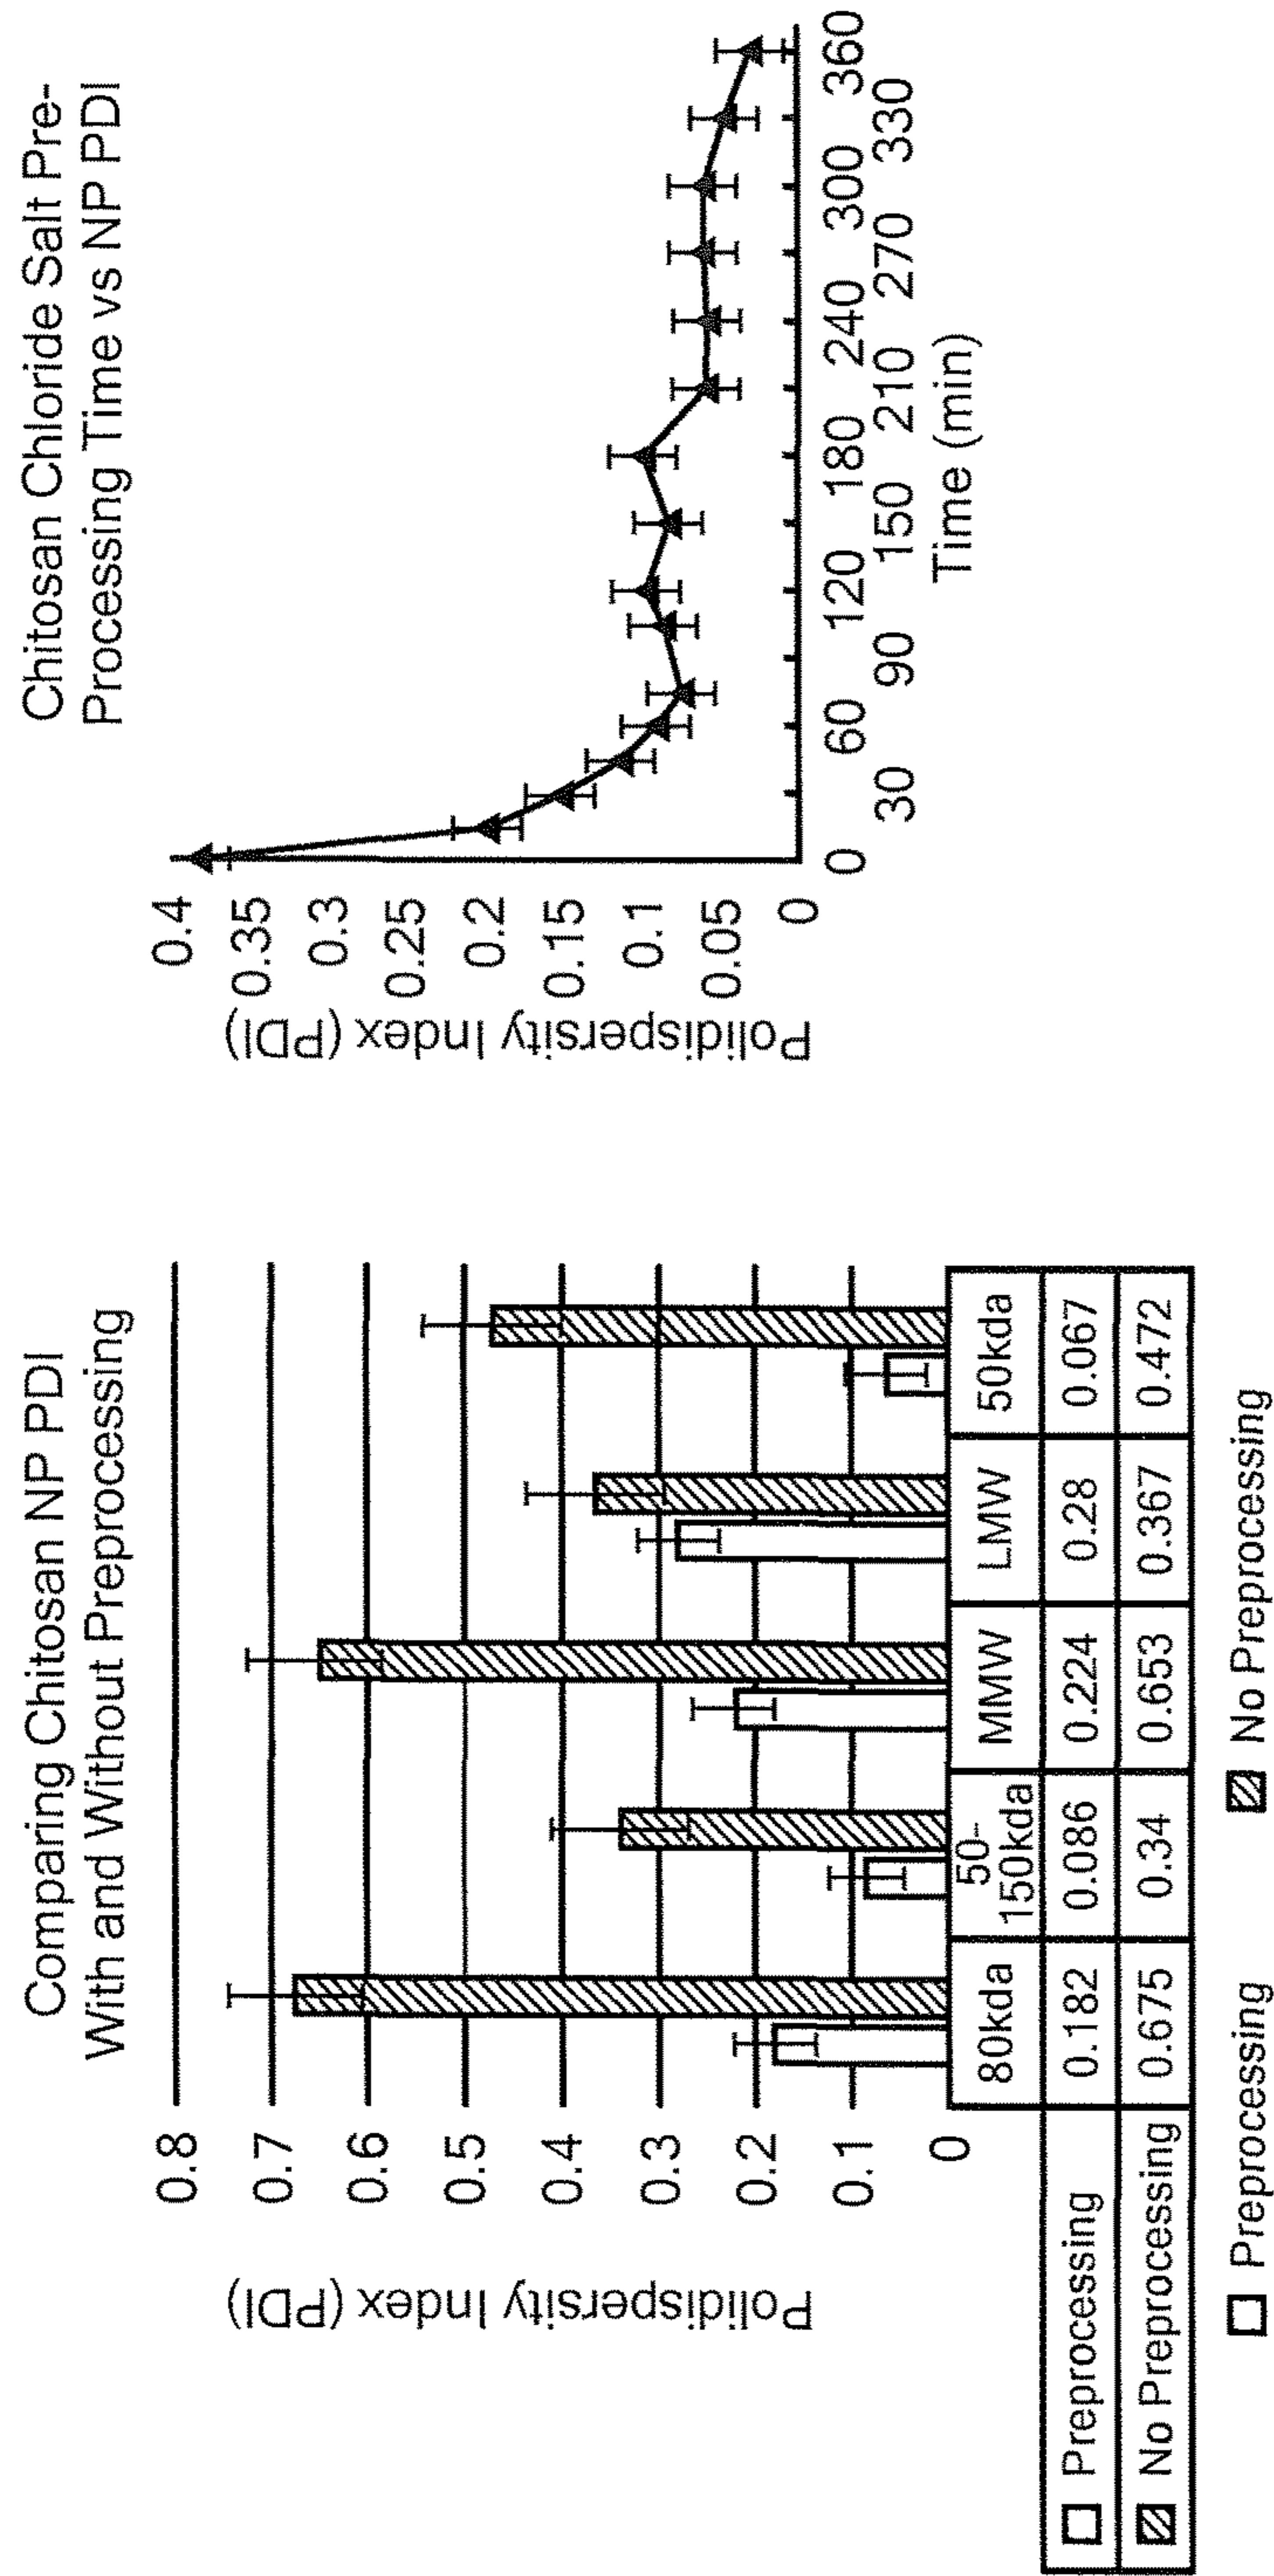 Comparing Chitosan NP PDI
With and Without Preprocessing
Polidispersity Index (PDI)
0.8
0.7
0.6
0.5
0.4
0.3
0.2
0.1
0
80kda 50-150kda MMW LMW 50kda
Preprocessing 0.182 0.086 0.224 0.28 0.067
No Preprocessing 0.675 0.34 0.653 0.367 0.472
Preprocessing No Preprocessing
Chitosan Chloride Salt Pre-
Processing Time vs NP PDI
Polidispersity Index (PDI)
0.4
0.35
0.3
0.25
0.2
0.15
0.1
0.05
0
0 60 120 180 240 300 360
30 90 150 210 270 330
Time (min)